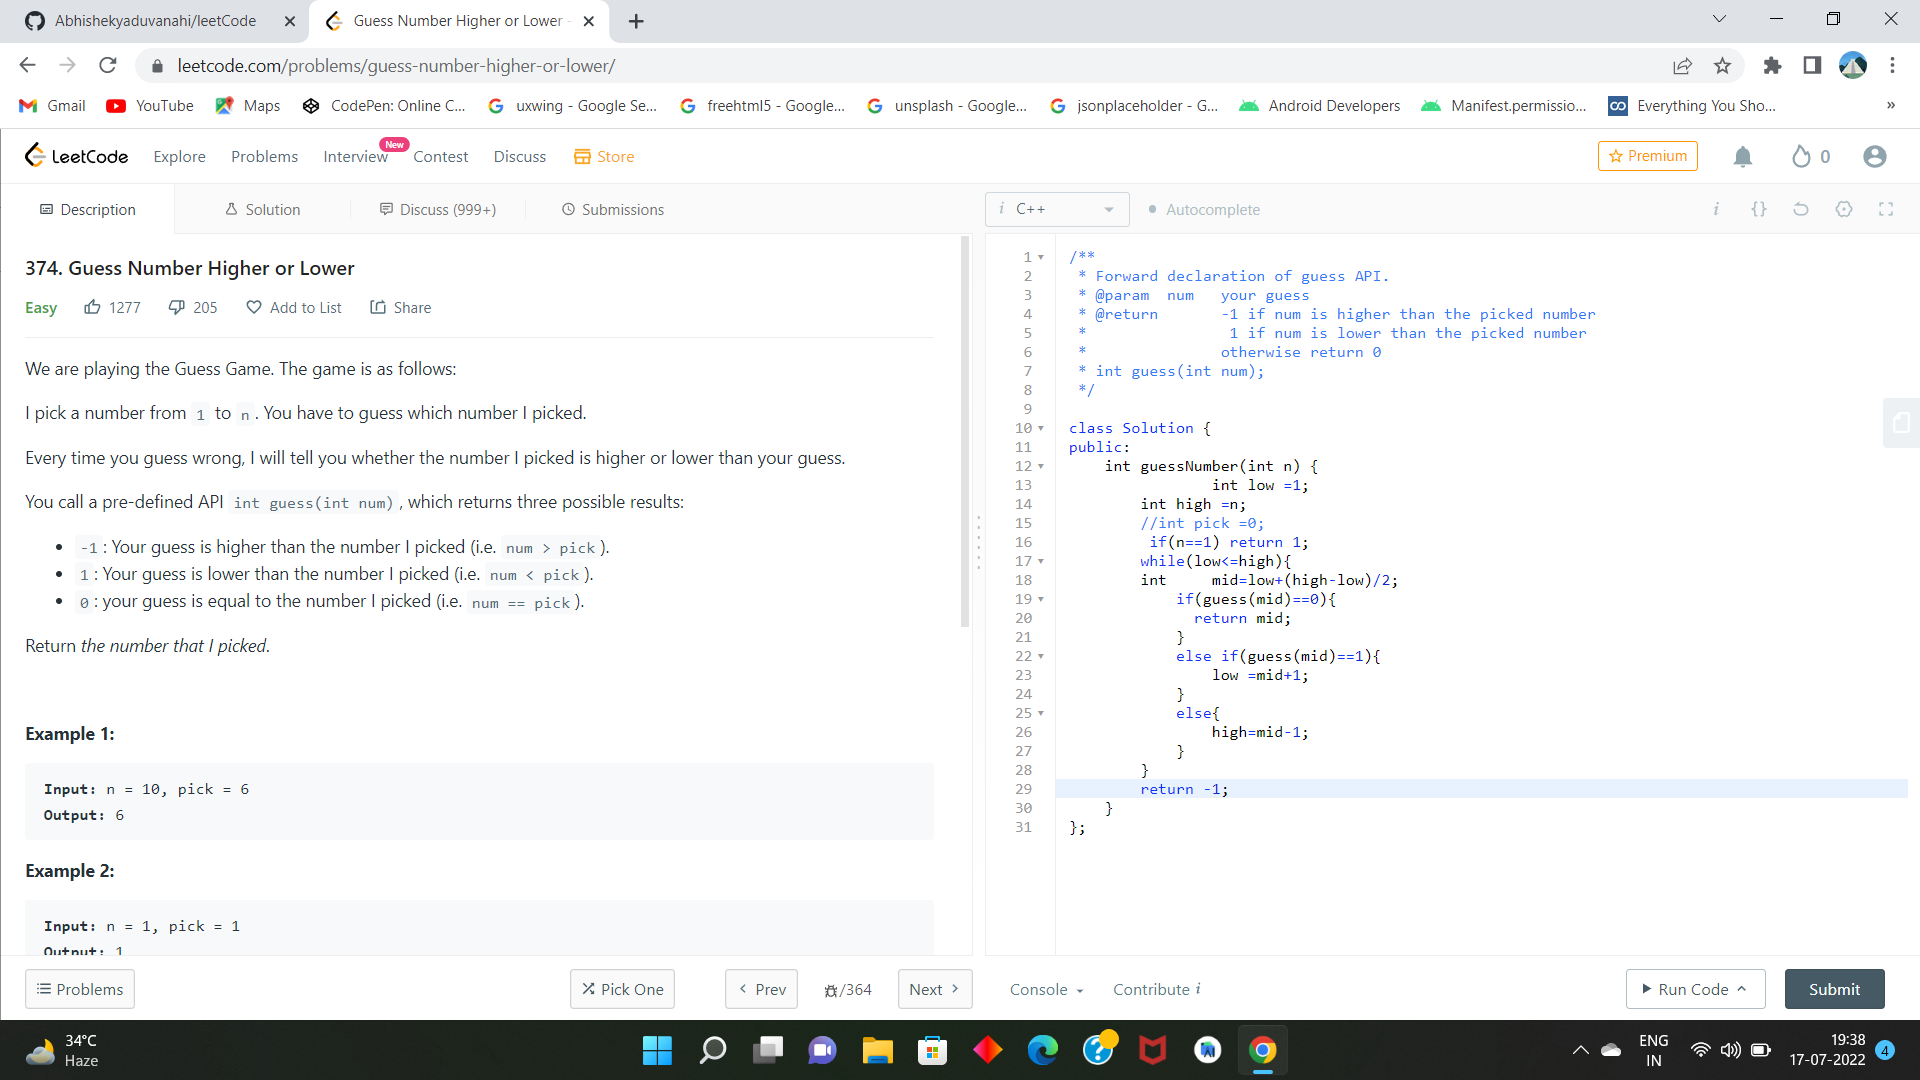 Abhishekyaduvanahi/leetCode
Guess Number Higher or Lower -
leetcode.com/problems/guess-number-higher-or-lower/
Gmail YouTube Maps CodePen: Online C... uxwing - Google Se... freehtml5 - Google... unsplash - Google... jsonplaceholder - G... Android Developers Manifest.permissio... Everything You Sho... »
LeetCode Explore Problems Interview New Contest Discuss Store Premium 0
Description Solution Discuss (999+) Submissions
i C++ Autocomplete i {}
374. Guess Number Higher or Lower
Easy 1277 205 Add to List Share
We are playing the Guess Game. The game is as follows:
I pick a number from 1 to n. You have to guess which number I picked.
Every time you guess wrong, I will tell you whether the number I picked is higher or lower than your guess.
You call a pre-defined API int guess(int num), which returns three possible results:
• -1: Your guess is higher than the number I picked (i.e. num > pick).
• 1: Your guess is lower than the number I picked (i.e. num < pick).
• 0: your guess is equal to the number I picked (i.e. num == pick).
Return the number that I picked.
Example 1:
Input: n = 10, pick = 6
Output: 6
Example 2:
Input: n = 1, pick = 1
Output: 1
1 /**
2 * Forward declaration of guess API.
3 * @param num your guess
4 * @return -1 if num is higher than the picked number
5 * 1 if num is lower than the picked number
6 * otherwise return 0
7 * int guess(int num);
8 */
9
10 class Solution {
11 public:
12 int guessNumber(int n) {
13 int low =1;
14 int high =n;
15 //int pick =0;
16 if(n==1) return 1;
17 while(low<=high){
18 int mid=low+(high-low)/2;
19 if(guess(mid)==0){
20 return mid;
21 }
22 else if(guess(mid)==1){
23 low =mid+1;
24 }
25 else{
26 high=mid-1;
27 }
28 }
29 return -1;
30 }
31 };
Problems Pick One < Prev /364 Next > Console Contribute i Run Code Submit
34°C
Haze
ENG
IN
19:38
17-07-2022
4